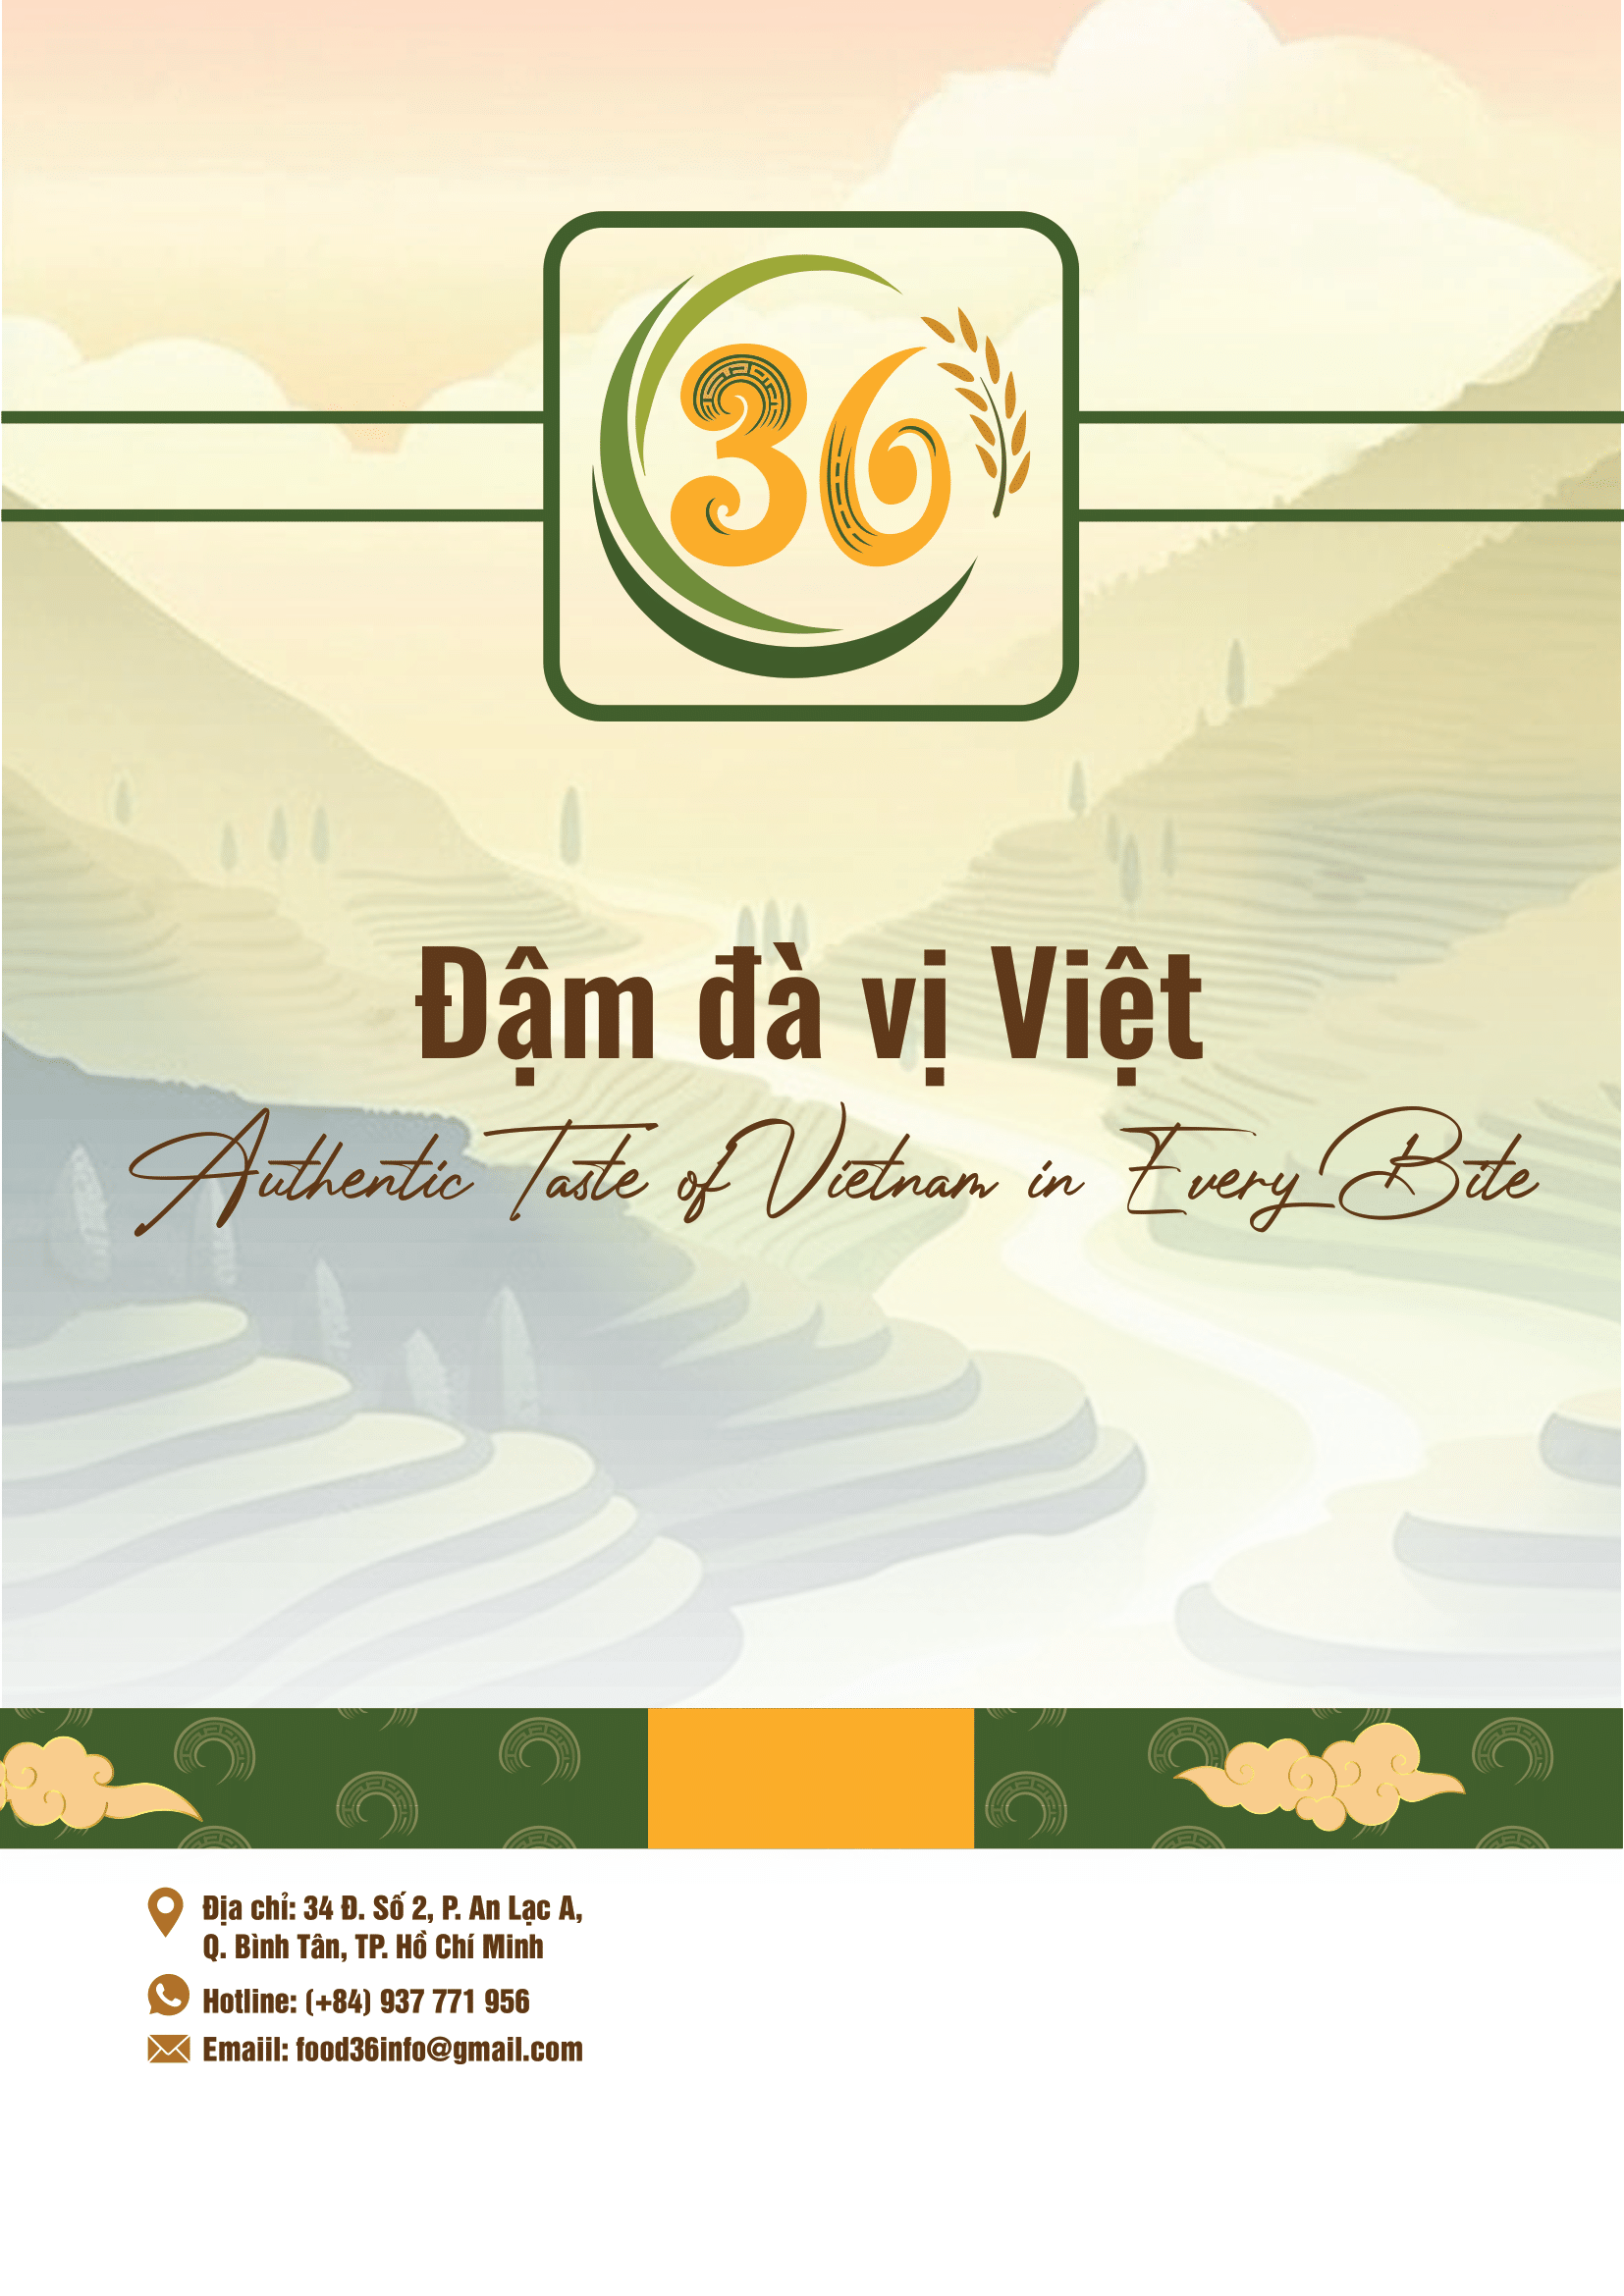 36
Đậm đà vị Việt
Authentic Taste of Vietnam in Every Bite
Địa chỉ: 34 Đ. Số 2, P. An Lạc A,
Q. Bình Tân, TP. Hồ Chí Minh
Hotline: (+84) 937 771 956
Emaiil: food36info@gmail.com